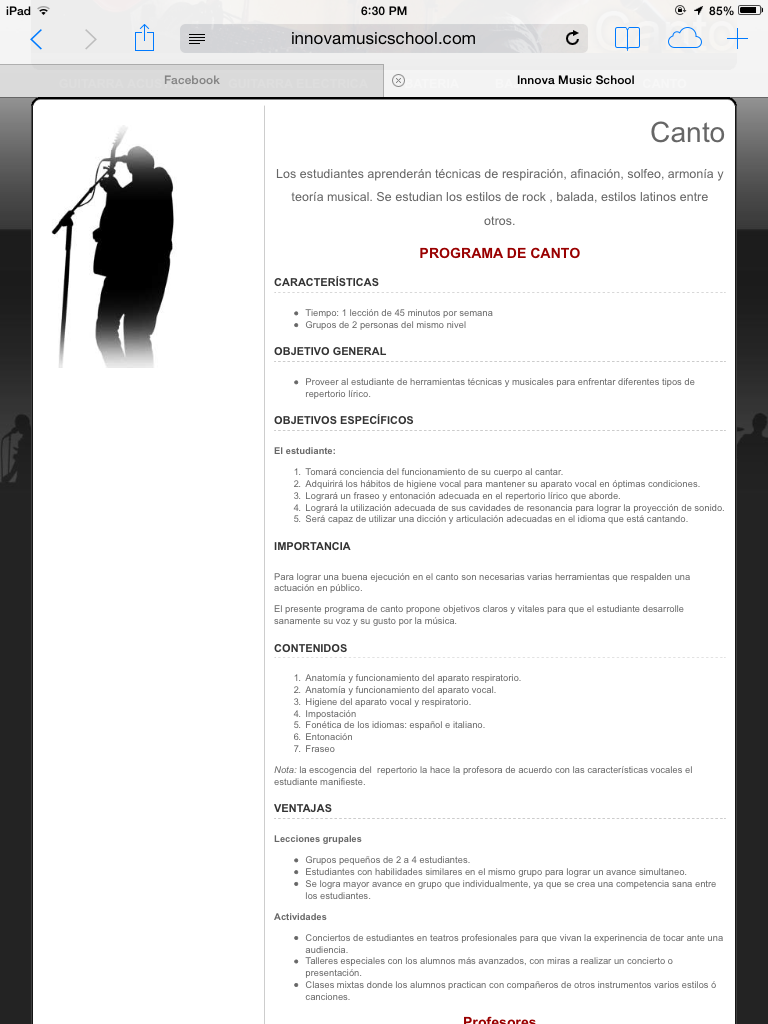 iPad
6:30 PM
85%
innovamusicschool.com
Facebook
Innova Music School
Canto
Los estudiantes aprenderán técnicas de respiración, afinación, solfeo, armonía y
teoría musical. Se estudian los estilos de rock , balada, estilos latinos entre
otros.
PROGRAMA DE CANTO
CARACTERÍSTICAS
● Tiempo: 1 lección de 45 minutos por semana
● Grupos de 2 personas del mismo nivel
OBJETIVO GENERAL
● Proveer al estudiante de herramientas técnicas y musicales para enfrentar diferentes tipos de
repertorio lírico.
OBJETIVOS ESPECÍFICOS
El estudiante:
1. Tomará conciencia del funcionamiento de su cuerpo al cantar.
2. Adquirirá los hábitos de higiene vocal para mantener su aparato vocal en óptimas condiciones.
3. Logrará un fraseo y entonación adecuada en el repertorio lírico que aborde.
4. Logrará la utilización adecuada de sus cavidades de resonancia para lograr la proyección de sonido.
5. Será capaz de utilizar una dicción y articulación adecuadas en el idioma que está cantando.
IMPORTANCIA
Para lograr una buena ejecución en el canto son necesarias varias herramientas que respalden una
actuación en público.
El presente programa de canto propone objetivos claros y vitales para que el estudiante desarrolle
sanamente su voz y su gusto por la música.
CONTENIDOS
1. Anatomía y funcionamiento del aparato respiratorio.
2. Anatomía y funcionamiento del aparato vocal.
3. Higiene del aparato vocal y respiratorio.
4. Impostación
5. Fonética de los idiomas: español e italiano.
6. Entonación
7. Fraseo
Nota: la escogencia del  repertorio la hace la profesora de acuerdo con las características vocales el
estudiante manifieste.
VENTAJAS
Lecciones grupales
● Grupos pequeños de 2 a 4 estudiantes.
● Estudiantes con habilidades similares en el mismo grupo para lograr un avance simultaneo.
● Se logra mayor avance en grupo que individualmente, ya que se crea una competencia sana entre
los estudiantes.
Actividades
● Conciertos de estudiantes en teatros profesionales para que vivan la experinencia de tocar ante una
audiencia.
● Talleres especiales con los alumnos más avanzados, con miras a realizar un concierto o
presentación.
● Clases mixtas donde los alumnos practican con compañeros de otros instrumentos varios estilos ó
canciones.
Profesores